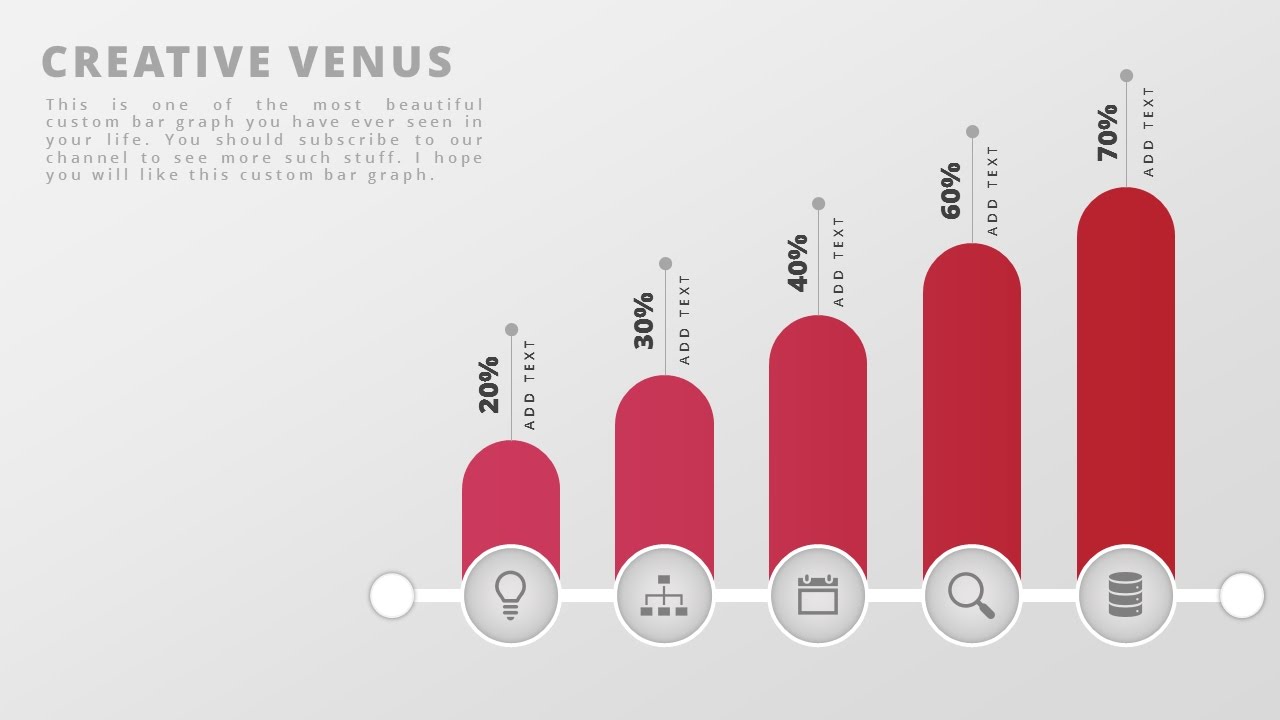 CREATIVE VENUS
This is one of the most beautiful
custom bar graph you have ever seen in
your life. You should subscribe to our
channel to see more such stuff. I hope
you will like this custom bar graph.
20%
ADD TEXT
30%
ADD TEXT
40%
ADD TEXT
60%
ADD TEXT
70%
ADD TEXT